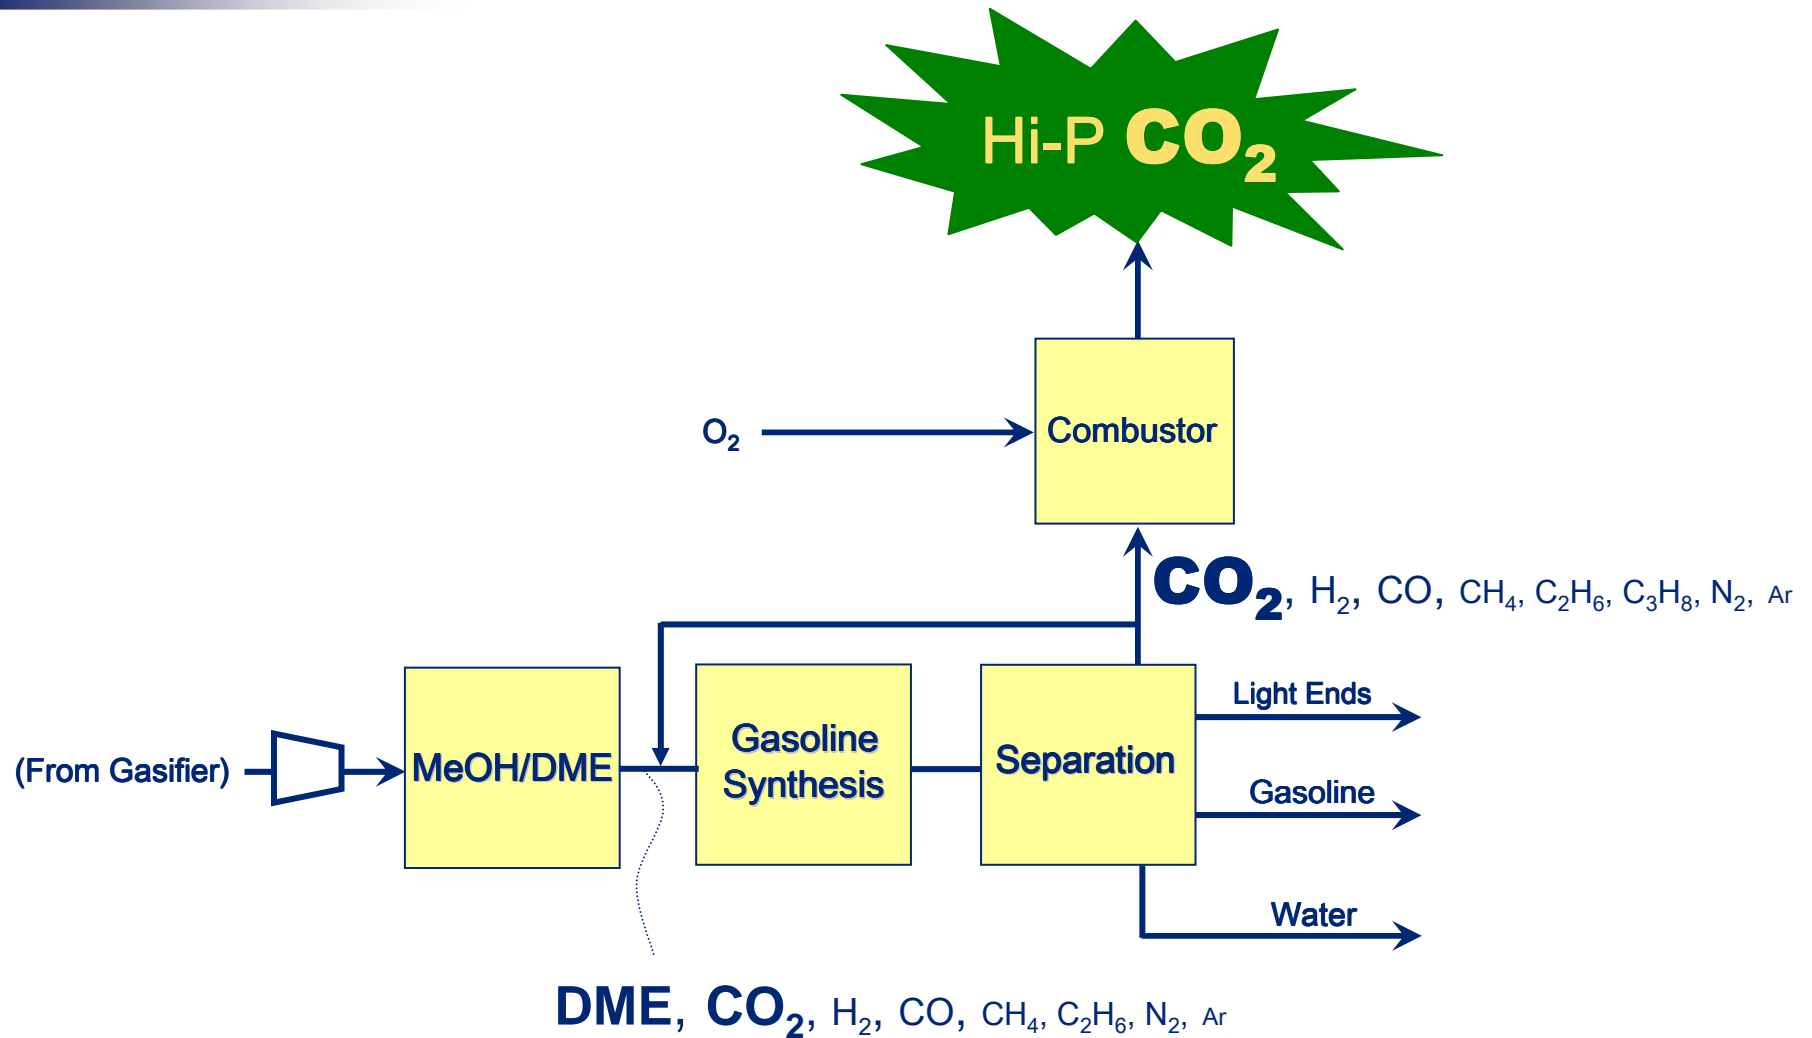 Hi-P CO₂
O₂
Combustor
CO₂, H₂, CO, CH₄, C₂H₆, C₃H₈, N₂, Ar
Light Ends
(From Gasifier)
MeOH/DME
Gasoline
Synthesis
Separation
Gasoline
Water
DME, CO₂, H₂, CO, CH₄, C₂H₆, N₂, Ar